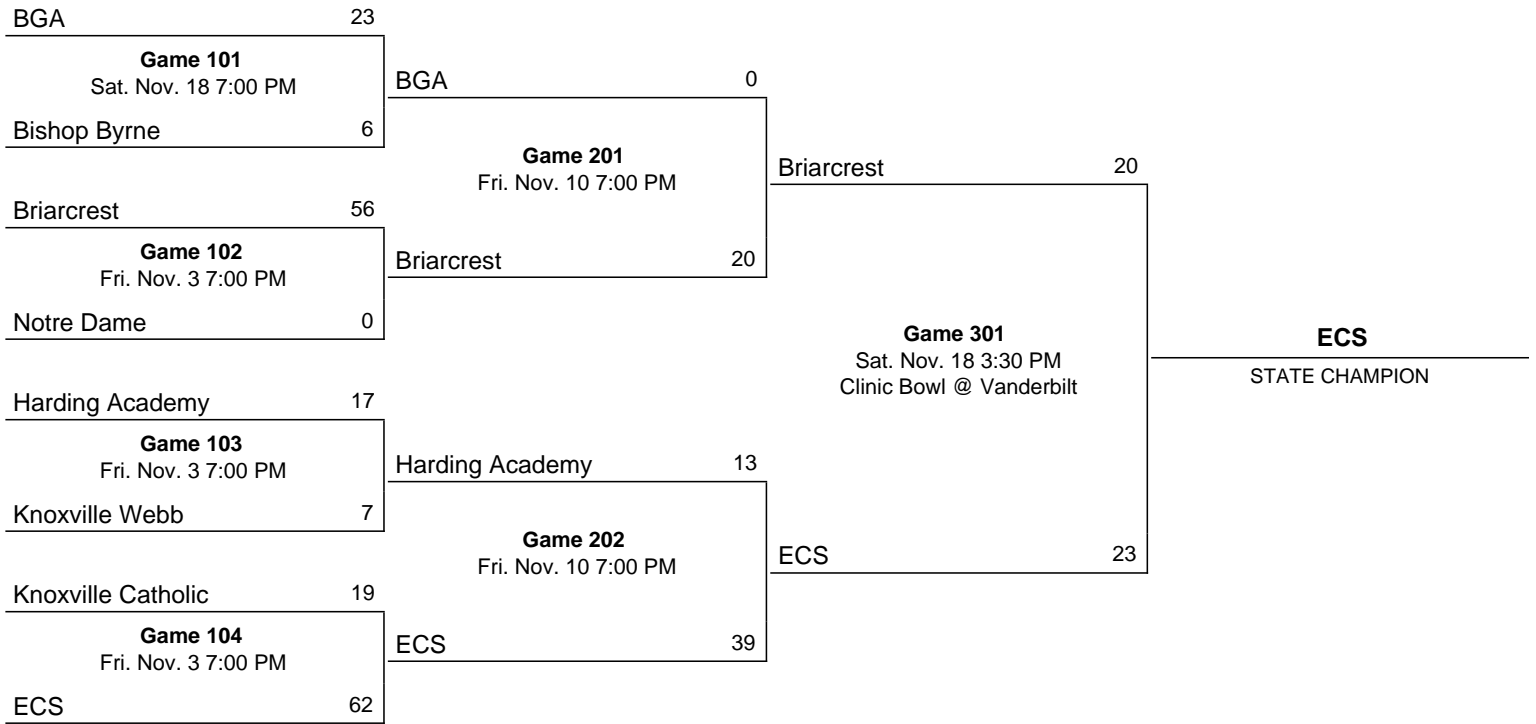 BGA 23
Game 101
Sat. Nov. 18 7:00 PM
Bishop Byrne 6
Briarcrest 56
Game 102
Fri. Nov. 3 7:00 PM
Notre Dame 0
Harding Academy 17
Game 103
Fri. Nov. 3 7:00 PM
Knoxville Webb 7
Knoxville Catholic 19
Game 104
Fri. Nov. 3 7:00 PM
ECS 62
BGA 0
Game 201
Fri. Nov. 10 7:00 PM
Briarcrest 20
Harding Academy 13
Game 202
Fri. Nov. 10 7:00 PM
ECS 39
Briarcrest 20
Game 301
Sat. Nov. 18 3:30 PM
Clinic Bowl @ Vanderbilt
ECS 23
ECS
STATE CHAMPION